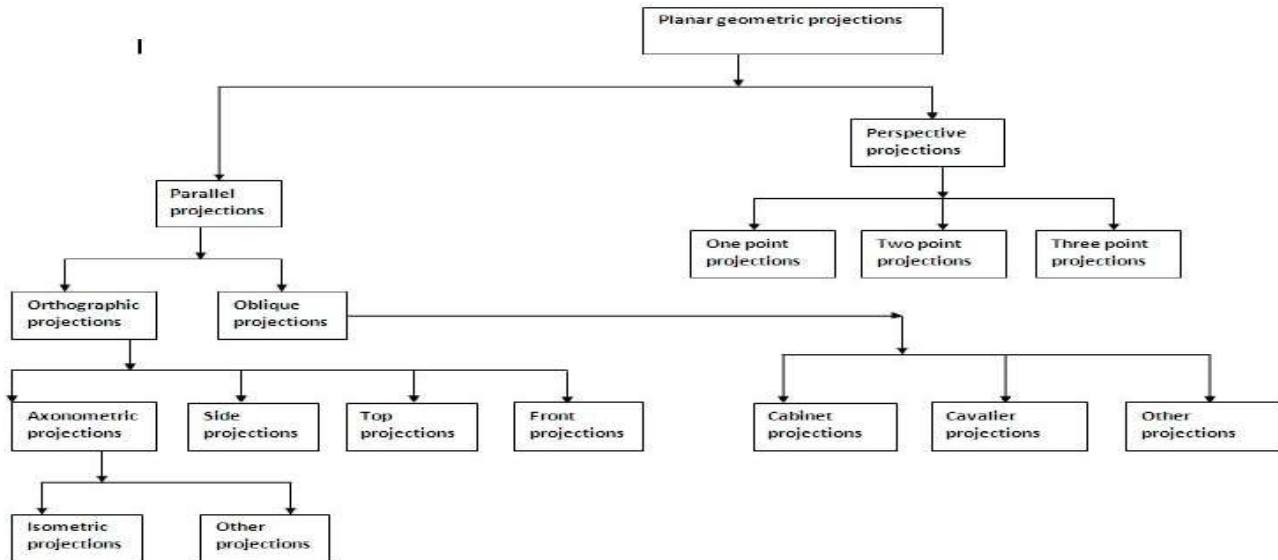 Planar geometric projections
I
Perspective
projections
Parallel
projections
One point
projections
Two point
projections
Three point
projections
Orthographic
projections
Oblique
projections
Axonometric
projections
Side
projections
Top
projections
Front
projections
Cabinet
projections
Cavalier
projections
Other
projections
Isometric
projections
Other
projections